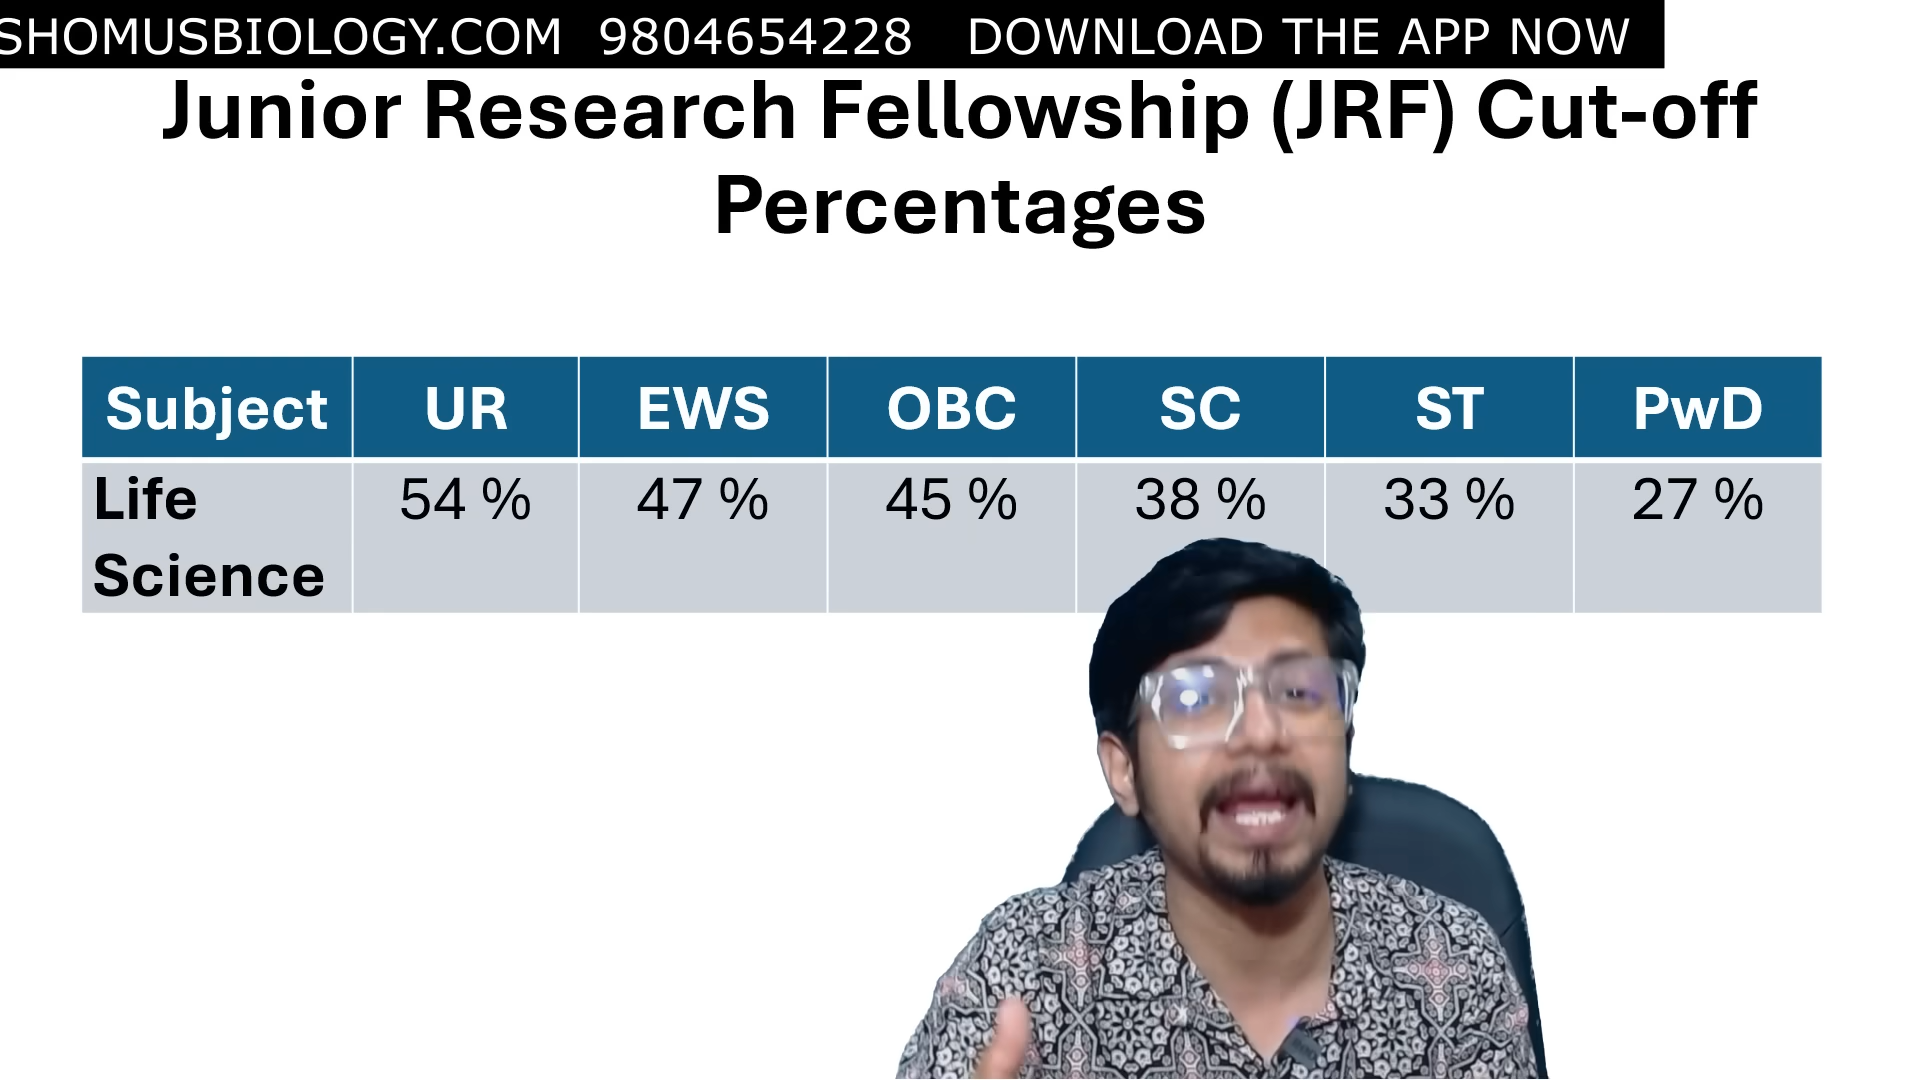 SHOMUSBIOLOGY.COM 9804654228 DOWNLOAD THE APP NOW
Junior Research Fellowship (JRF) Cut-off
Percentages
Subject UR EWS OBC SC ST PwD
Life 54 % 47 % 45 % 38 % 33 % 27 %
Science